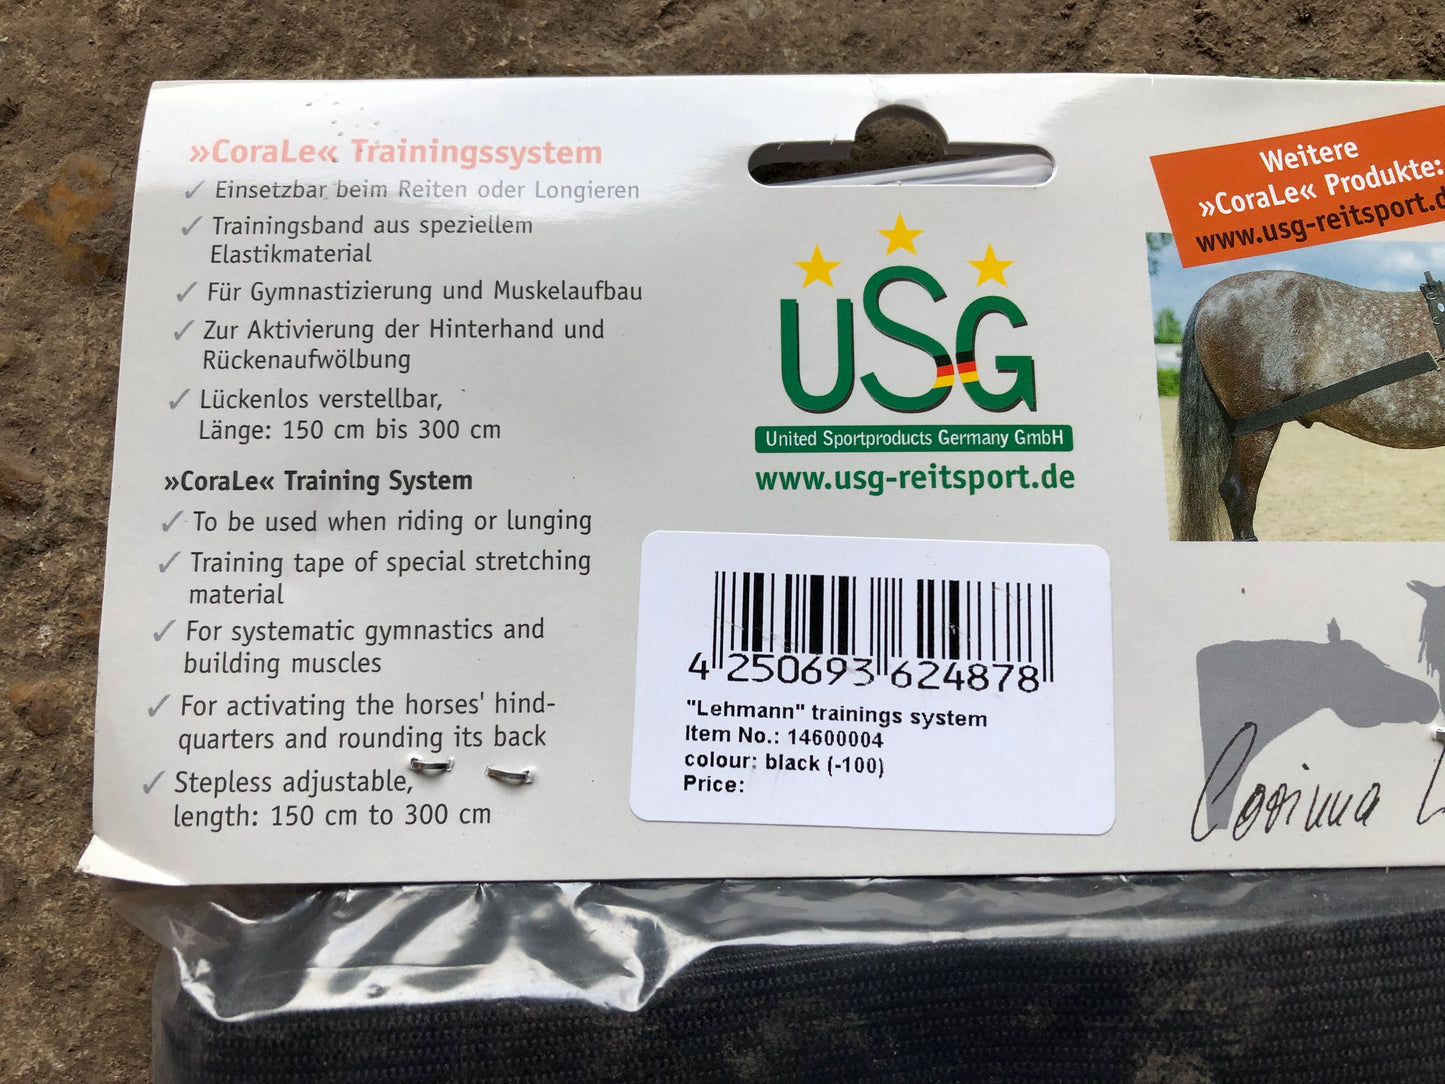 »CoraLe« Trainingssystem
✓ Einsetzbar beim Reiten oder Longieren
✓ Trainingsband aus speziellem
Elastikmaterial
✓ Für Gymnastizierung und Muskelaufbau
✓ Zur Aktivierung der Hinterhand und
Rückenaufwölbung
✓ Lückenlos verstellbar,
Länge: 150 cm bis 300 cm
»CoraLe« Training System
✓ To be used when riding or lunging
✓ Training tape of special stretching
material
✓ For systematic gymnastics and
building muscles
✓ For activating the horses' hind-
quarters and rounding its back
✓ Stepless adjustable,
length: 150 cm to 300 cm
USG
United Sportproducts Germany GmbH
www.usg-reitsport.de
4 250693 624878
"Lehmann" trainings system
Item No.: 14600004
colour: black (-100)
Price:
Weitere
»CoraLe« Produkte:
www.usg-reitsport.d
Corinna L